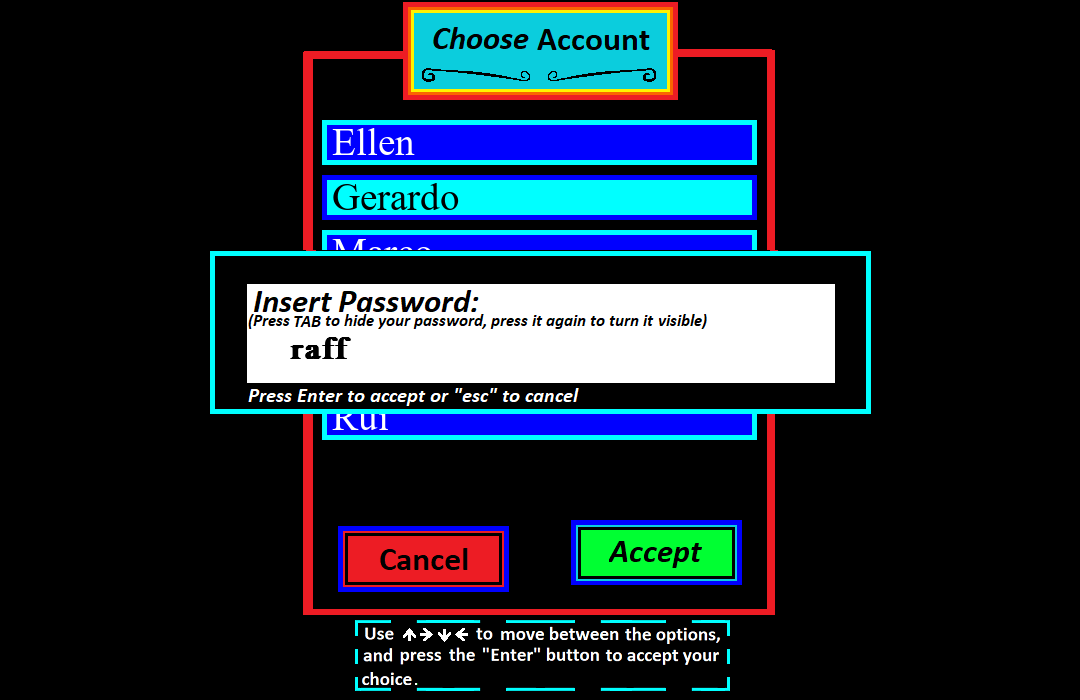 Choose Account
Ellen
Gerardo
Insert Password:
(Press TAB to hide your password, press it again to turn it visible)
raff
Press Enter to accept or "esc" to cancel
Rui
Cancel
Accept
Use ↑→↓← to move between the options,
and press the "Enter" button to accept your
choice.